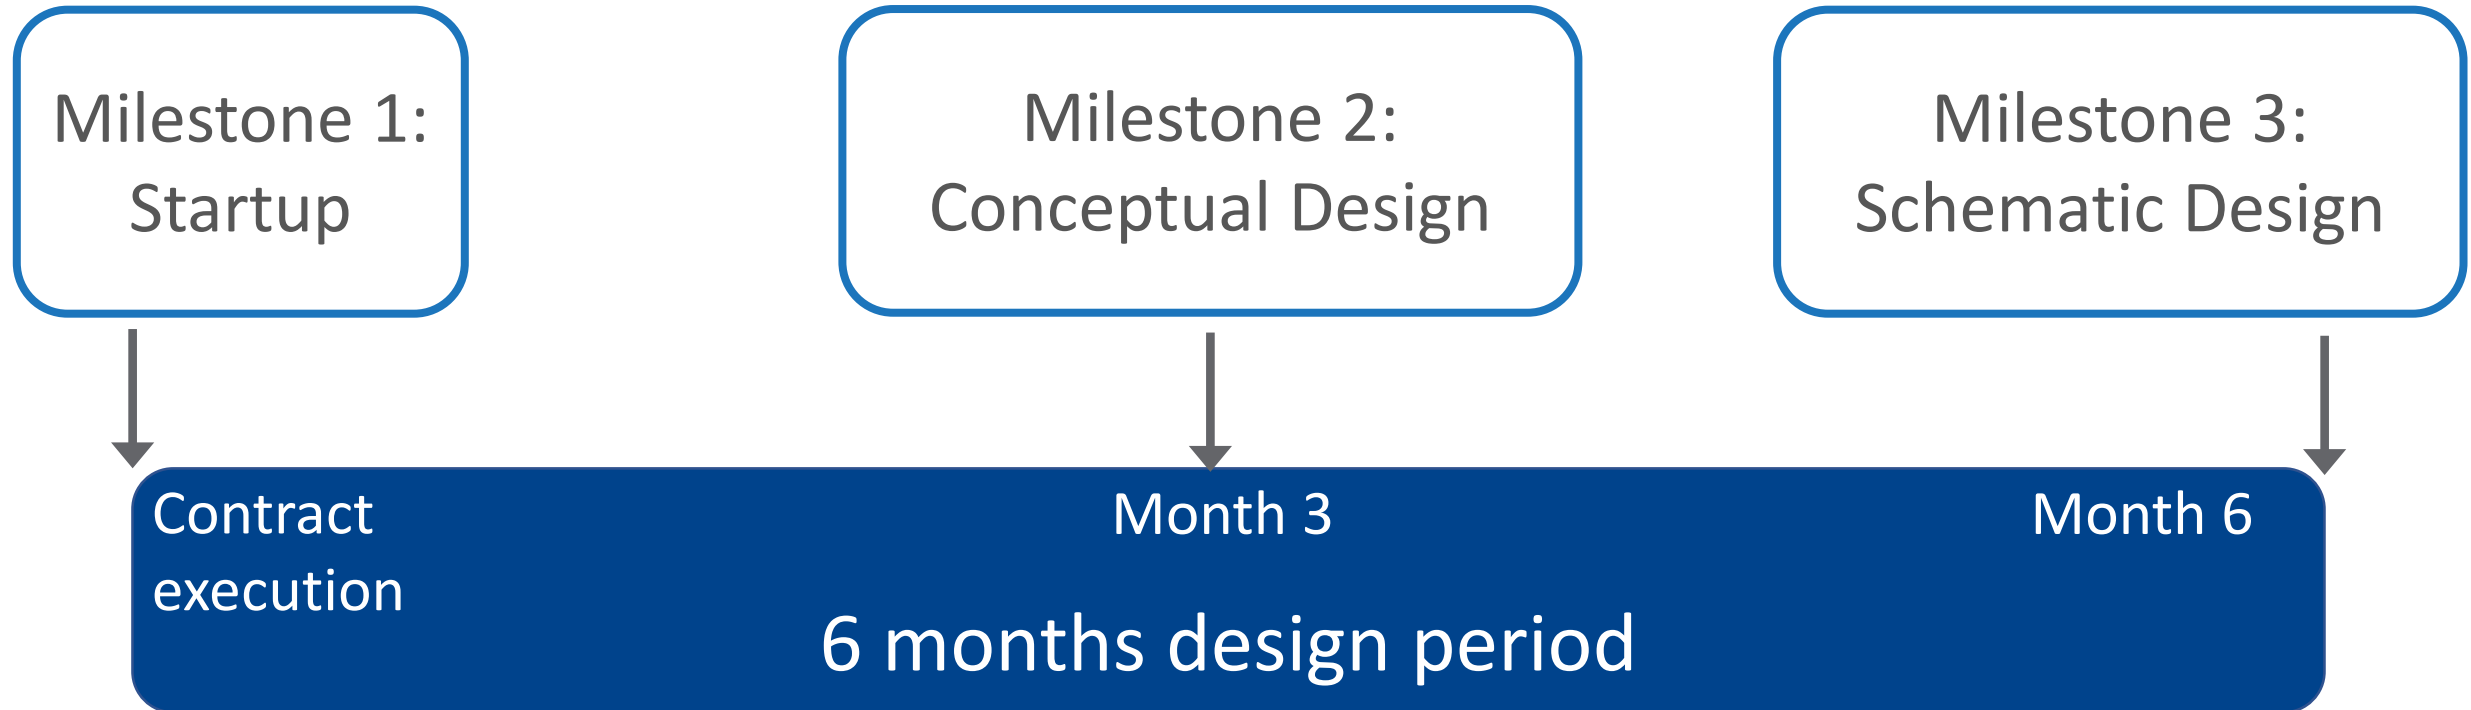 Milestone 1:
Startup
Milestone 2:
Conceptual Design
Milestone 3:
Schematic Design
Contract
execution
Month 3
Month 6
6 months design period